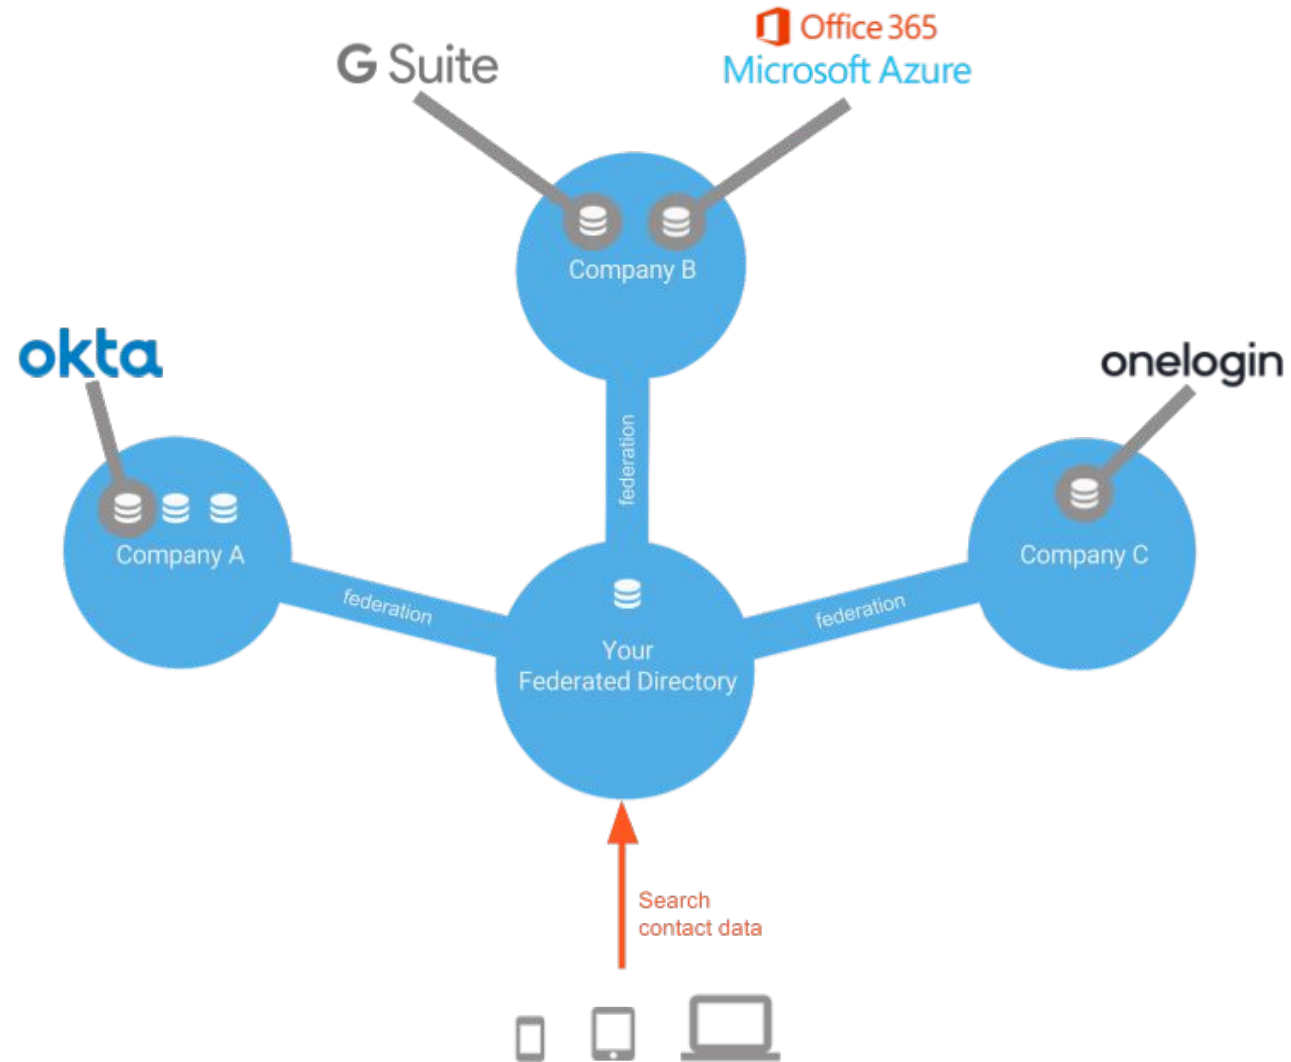 Office 365
G Suite
Microsoft Azure
Company B
okta
onelogin
federation
Company A
Company C
federation
federation
Your
Federated Directory
Search
contact data